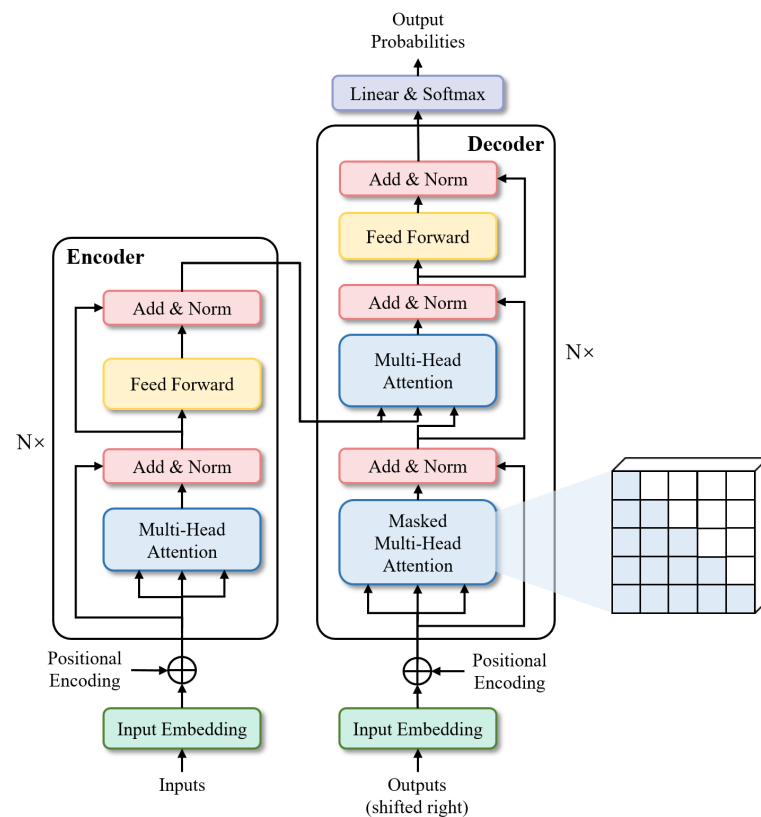 Output
Probabilities
Linear & Softmax
Decoder
Add & Norm
Feed Forward
Add & Norm
Multi-Head
Attention
N×
Add & Norm
Masked
Multi-Head
Attention
Positional
Encoding
Input Embedding
Outputs
(shifted right)
Encoder
Add & Norm
Feed Forward
N×
Add & Norm
Multi-Head
Attention
Positional
Encoding
Input Embedding
Inputs